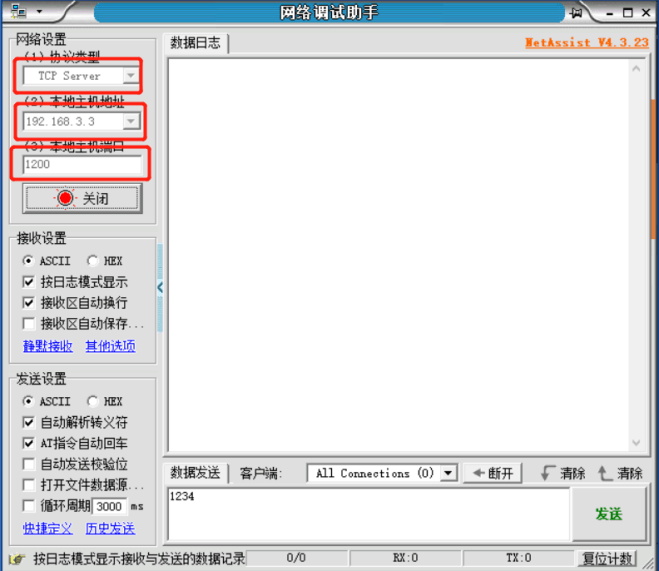 网络调试助手
网络设置
(1) 协议类型
TCP Server
(2) 本地主机地址
192.168.3.3
(3) 本地主机端口
1200
关闭
接收设置
ASCII HEX
按日志模式显示
接收区自动换行
接收区自动保存...
静默接收 其他选项
发送设置
ASCII HEX
自动解析转义符
AT指令自动回车
自动发送校验位
打开文件数据源...
循环周期 3000 ms
快捷定义 历史发送
数据日志
NetAssist V4.3.23
数据发送 客户端: All Connections (0) 断开 清除 清除
1234
发送
按日志模式显示接收与发送的数据记录 0/0 RX:0 TX:0 复位计数